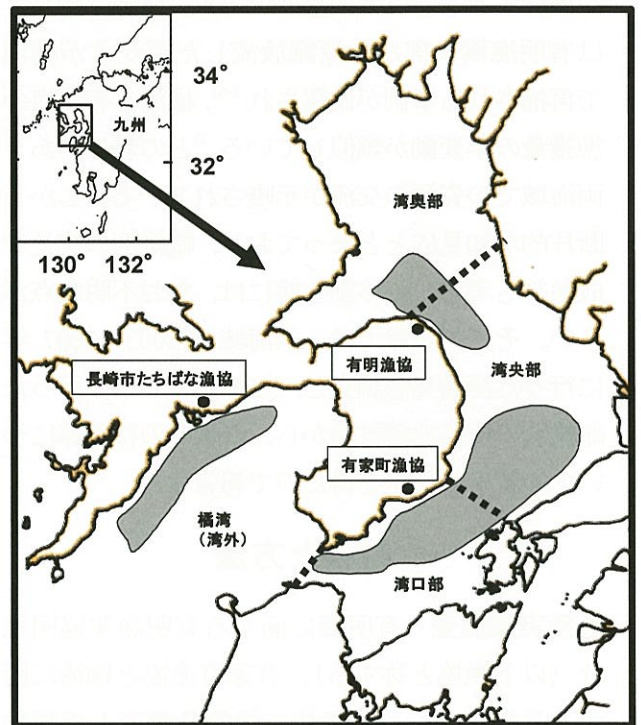 34°
九州
32°
130° 132°
湾奥部
有明漁協
長崎市たちばな漁協
湾央部
有家町漁協
橘湾
(湾外)
湾口部